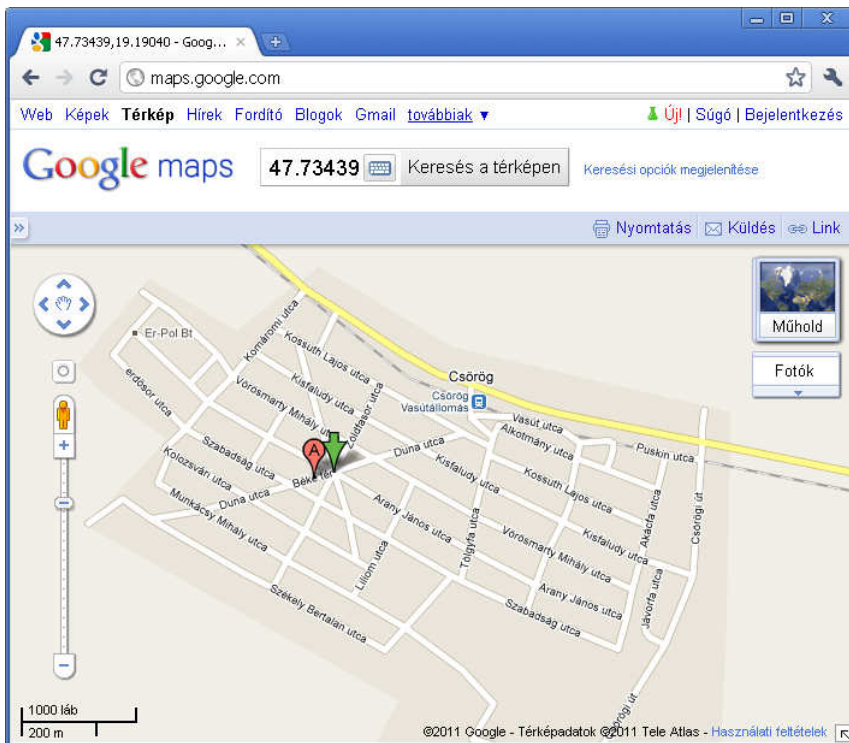 47.73439,19.19040 - Goog...
maps.google.com
Web Képek Térkép Hírek Fordító Blogok Gmail továbbiak ▼ Új! | Súgó | Bejelentkezés
Google maps 47.73439 Keresés a térképen Keresési opciók megjelenítése
» Nyomtatás Küldés Link
Műhold
Fotók
Er-Pol Bt
Komáromi utca
Kossuth Lajos utca
Csörög
Kisfaludy utca
Csörög
Vasútállomás
erdősor utca
Vörösmarty Mihály utca
Zöldfasor utca
Vasút utca
Alkotmány utca
Puskin utca
Szabadság utca
Duna utca
A
Kolozsvári utca
Béke tér
Kisfaludy utca
Kossuth Lajos utca
Duna utca
Munkácsy Mihály utca
Arany János utca
Akácfa utca
Csörögi út
Kisfaludy utca
Vörösmarty Mihály utca
Tölgyfa utca
Liliom utca
Arany János utca
Jávorfa utca
Székely Bertalan utca
Szabadság utca
Csörögi út
1000 láb
200 m
©2011 Google - Térképadatok ©2011 Tele Atlas - Használati feltételek